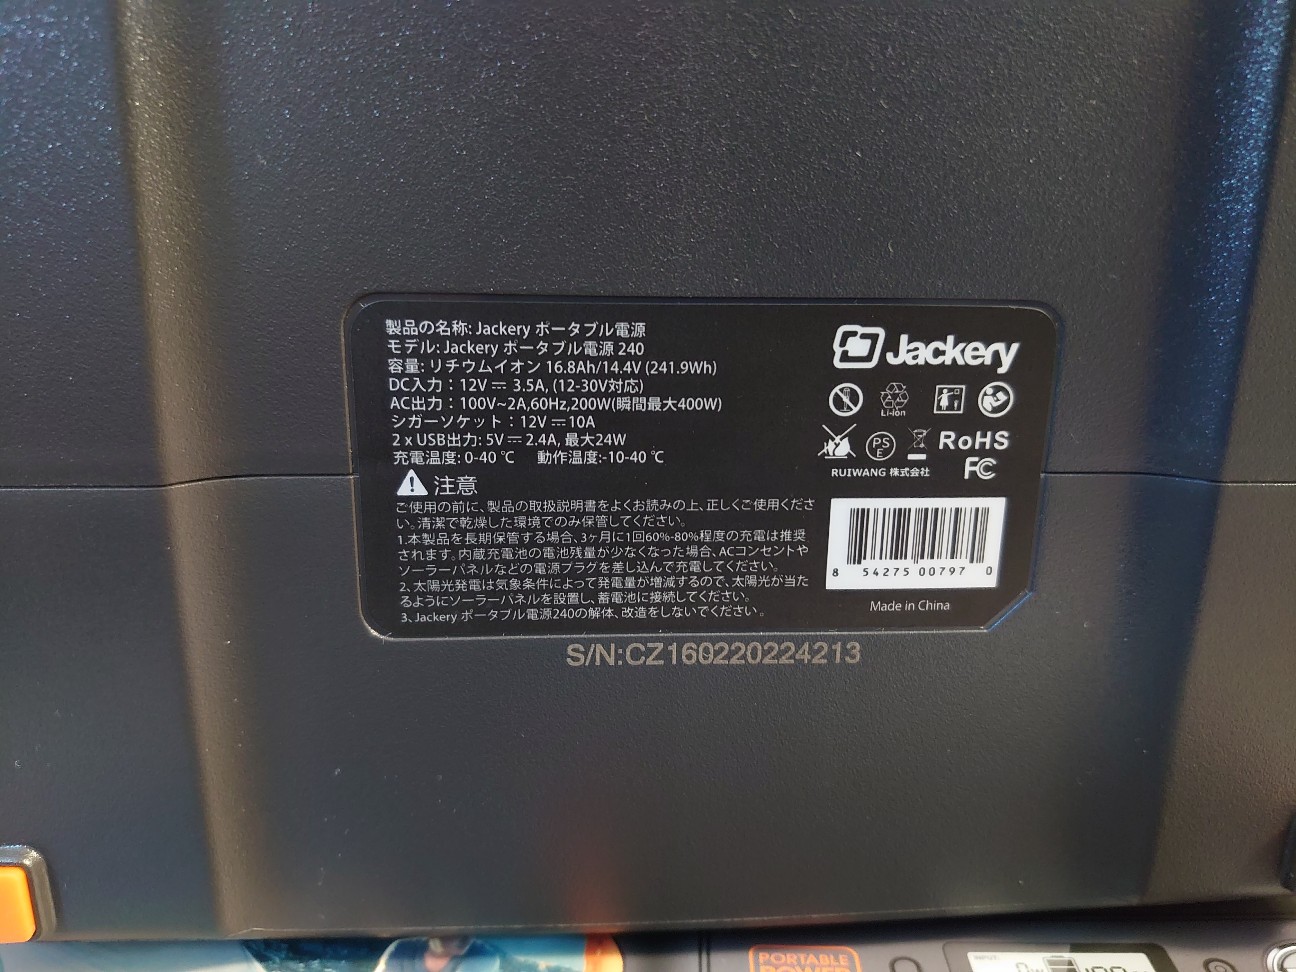 製品の名称: Jackery ポータブル電源
モデル: Jackery ポータブル電源 240
容量: リチウムイオン 16.8Ah/14.4V (241.9Wh)
DC入力：12V⎓3.5A, (12-30V対応)
AC出力：100V~2A,60Hz,200W(瞬間最大400W)
シガーソケット：12V⎓10A
2 x USB出力: 5V⎓2.4A, 最大24W
充電温度: 0-40 ℃ 動作温度:-10-40 ℃
注意
ご使用の前に、製品の取扱説明書をよくお読みの上、正しくご使用くださ
い。清潔で乾燥した環境でのみ保管してください。
1.本製品を長期保管する場合、3ヶ月に1回60%-80%程度の充電は推奨
されます。内蔵充電池の電池残量が少なくなった場合、ACコンセントや
ソーラーパネルなどの電源プラグを差し込んで充電してください。
2、太陽光発電は気象条件によって発電量が増減するので、太陽光が当た
るようにソーラーパネルを設置し、蓄電池に接続してください。
3、Jackery ポータブル電源240の解体、改造をしないでください。
Jackery
Li-ion
PS
E
RoHS
RUIWANG 株式会社
FC
8 54275 00797 0
Made in China
S/N:CZ160220224213
PORTABLE
POWER
INPUT